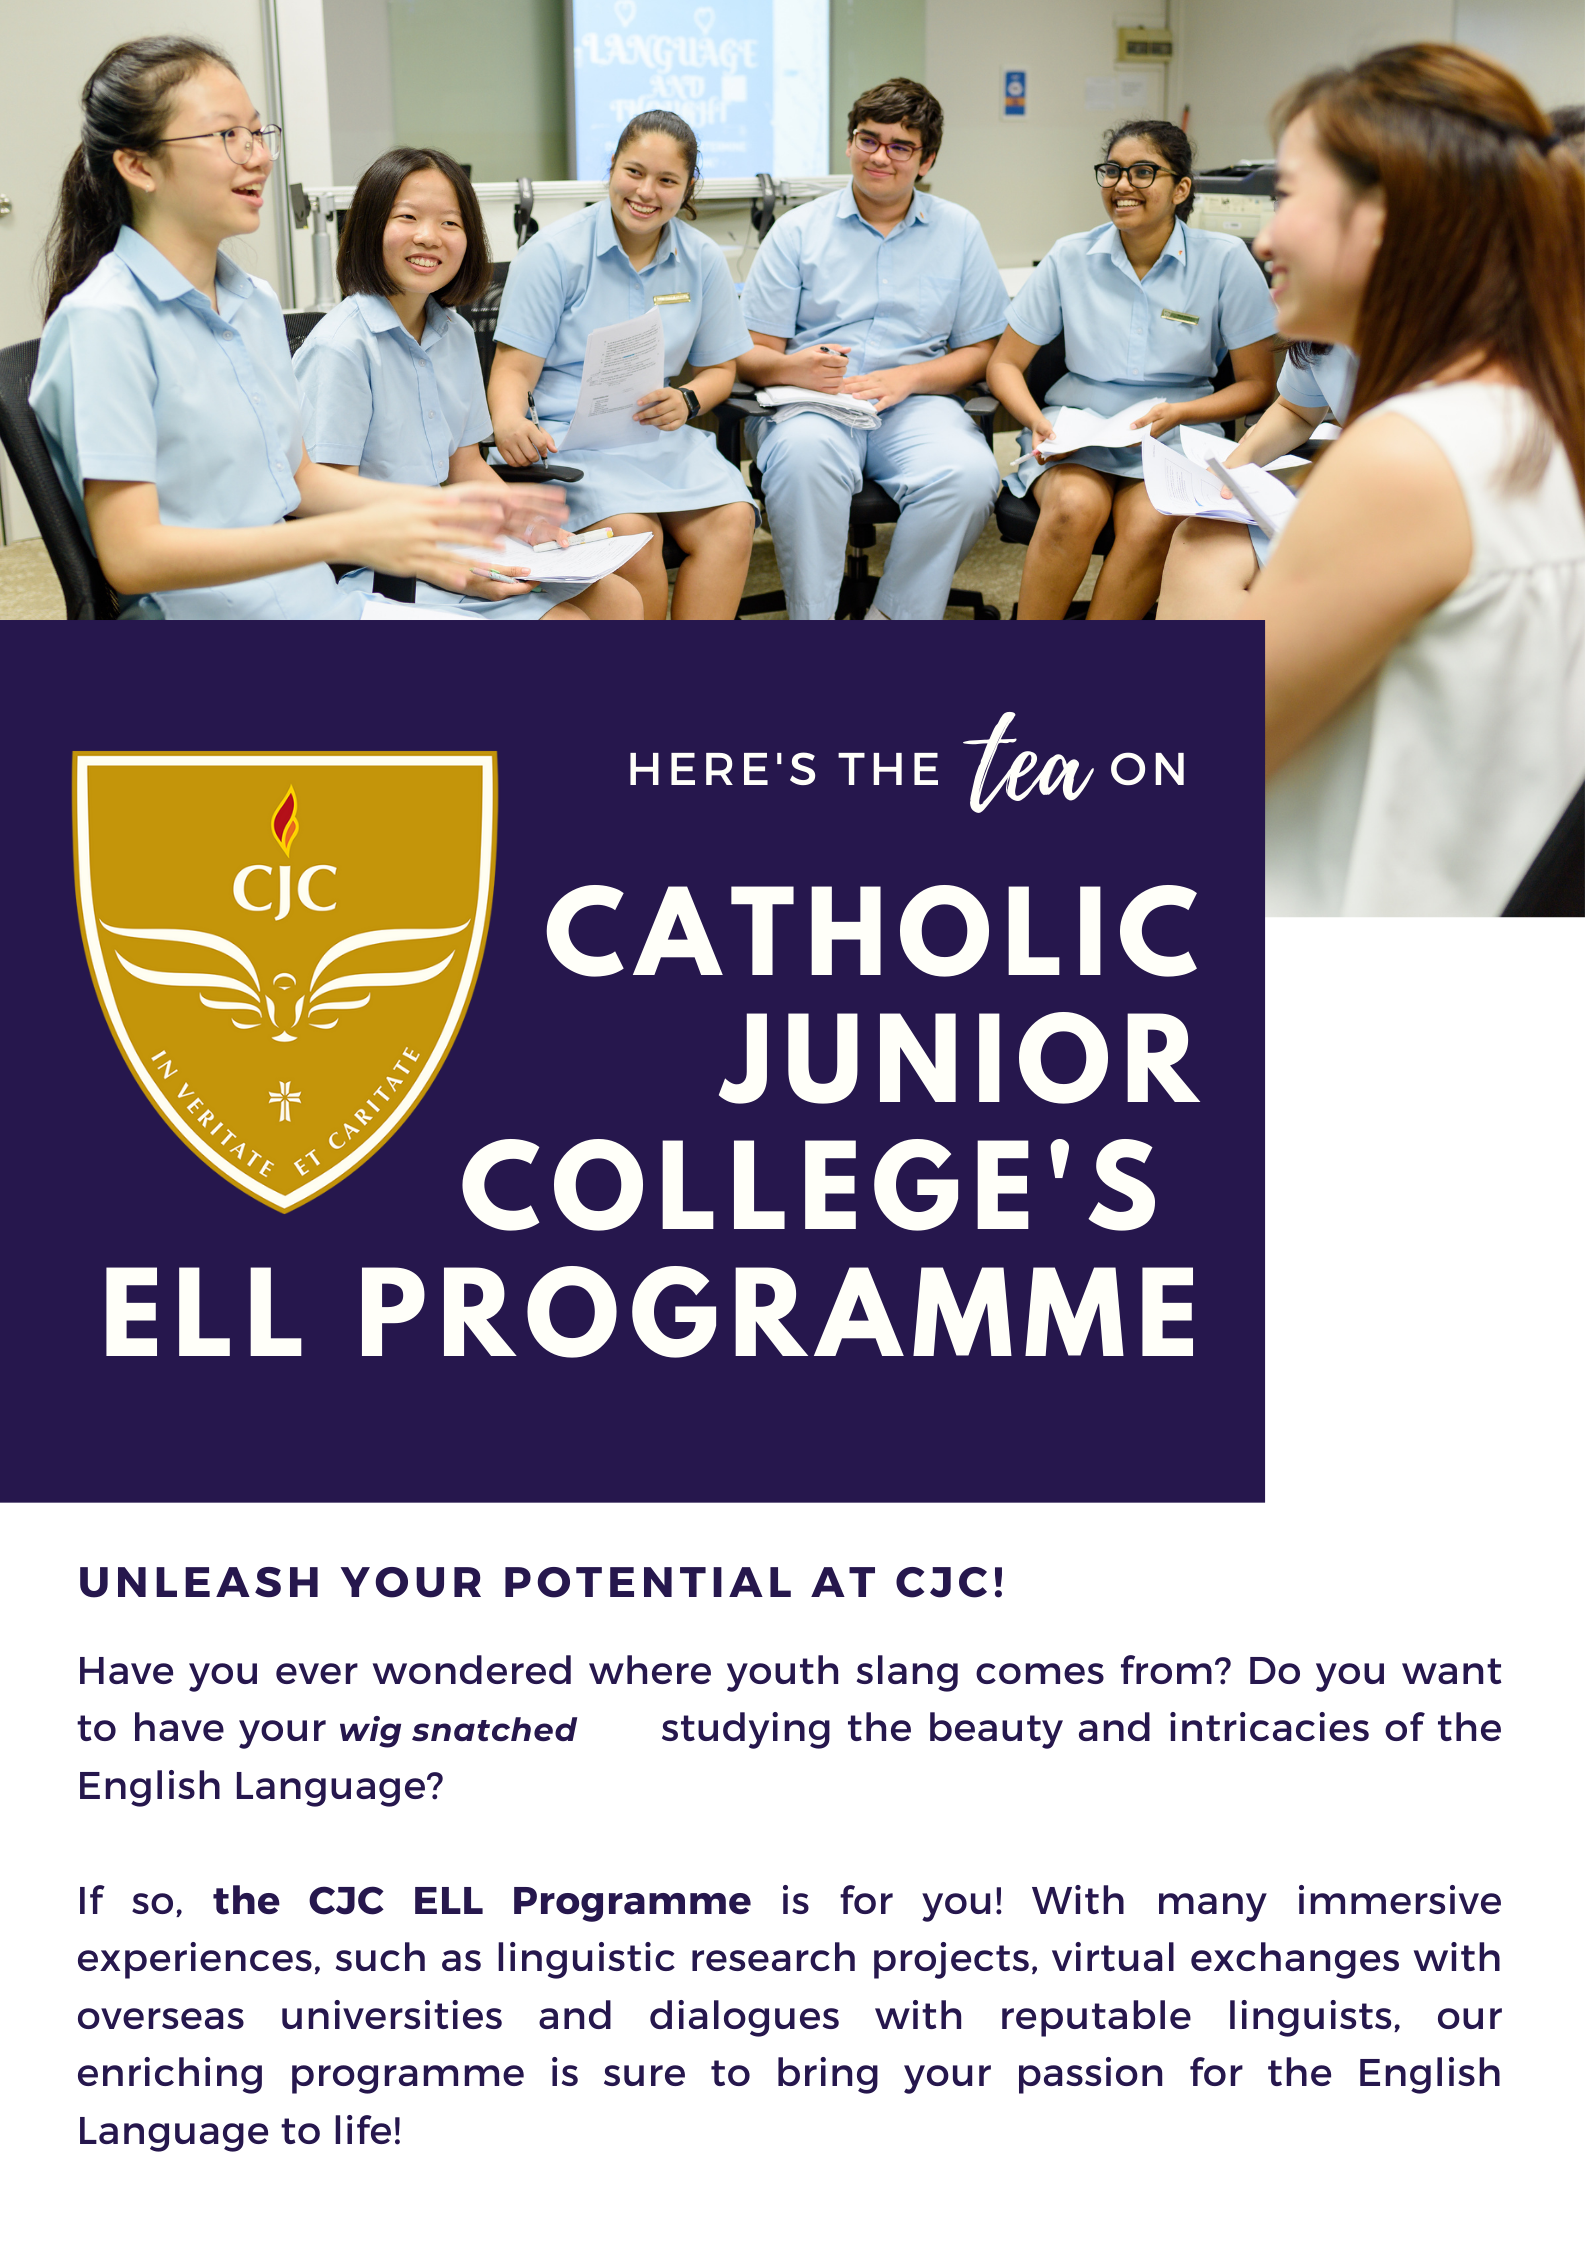 LANGUAGE
AND
THOUGHT
HERE'S THE tea ON
CJC
IN VERITATE ET CARITATE
CATHOLIC
JUNIOR
COLLEGE'S
ELL PROGRAMME
UNLEASH YOUR POTENTIAL AT CJC!
Have you ever wondered where youth slang comes from? Do you want
to have your wig snatched studying the beauty and intricacies of the
English Language?
If so, the CJC ELL Programme is for you! With many immersive
experiences, such as linguistic research projects, virtual exchanges with
overseas universities and dialogues with reputable linguists, our
enriching programme is sure to bring your passion for the English
Language to life!